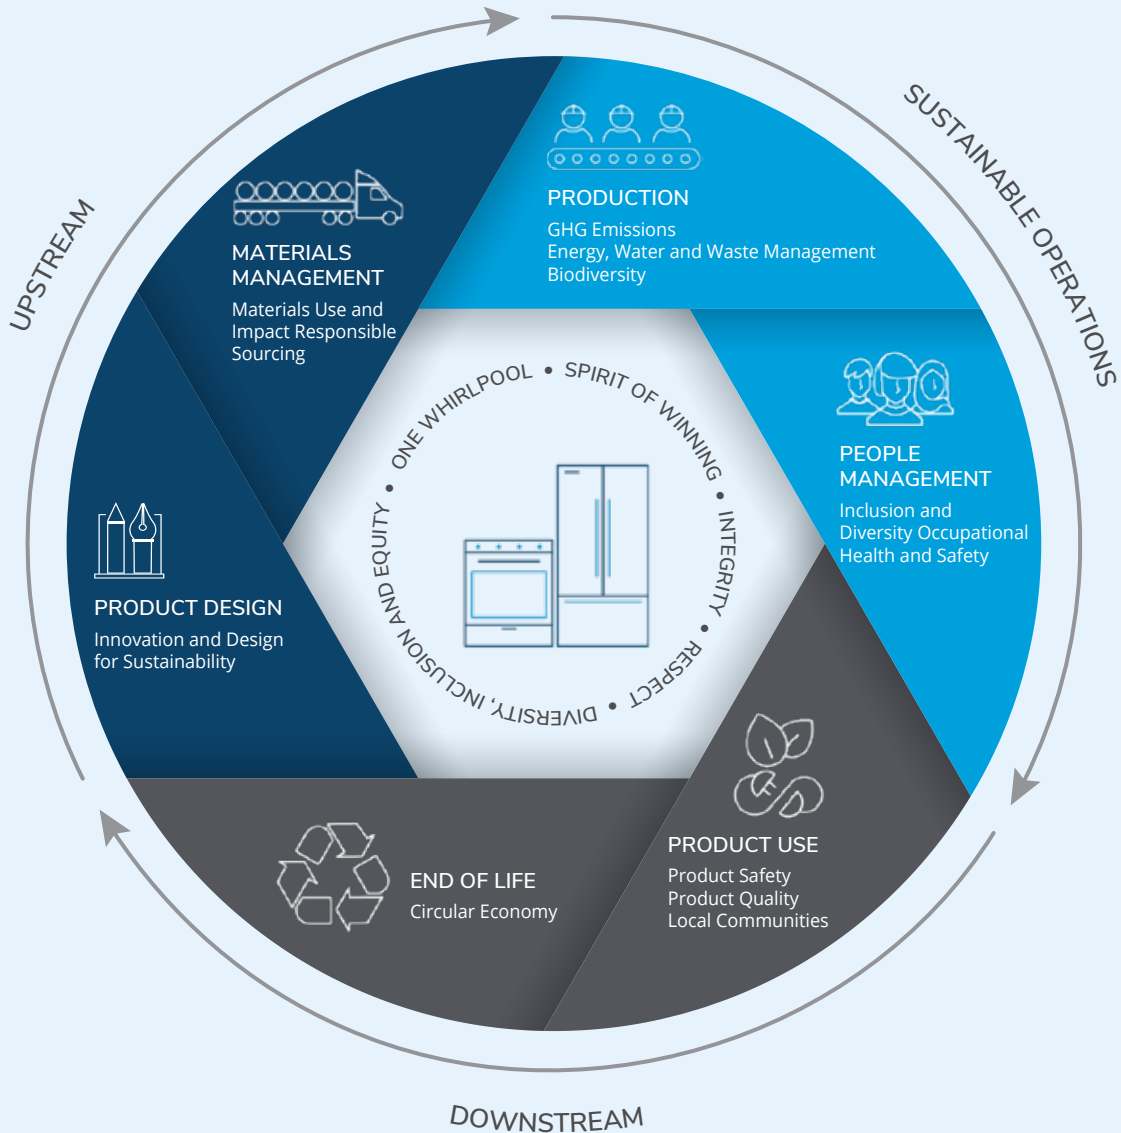 UPSTREAM
SUSTAINABLE OPERATIONS
DOWNSTREAM
MATERIALS
MANAGEMENT
Materials Use and
Impact Responsible
Sourcing
PRODUCTION
GHG Emissions
Energy, Water and Waste Management
Biodiversity
PEOPLE
MANAGEMENT
Inclusion and
Diversity Occupational
Health and Safety
PRODUCT USE
Product Safety
Product Quality
Local Communities
END OF LIFE
Circular Economy
PRODUCT DESIGN
Innovation and Design
for Sustainability
ONE WHIRLPOOL • SPIRIT OF WINNING • INTEGRITY • RESPECT • DIVERSITY, INCLUSION AND EQUITY •